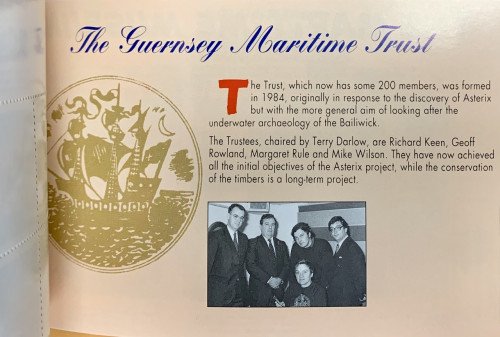 The Guernsey Maritime Trust
The Trust, which now has some 200 members, was formed
in 1984, originally in response to the discovery of Asterix
but with the more general aim of looking after the
underwater archaeology of the Bailiwick.
The Trustees, chaired by Terry Darlow, are Richard Keen, Geoff
Rowland, Margaret Rule and Mike Wilson. They have now achieved
all the initial objectives of the Asterix project, while the conservation
of the timbers is a long-term project.